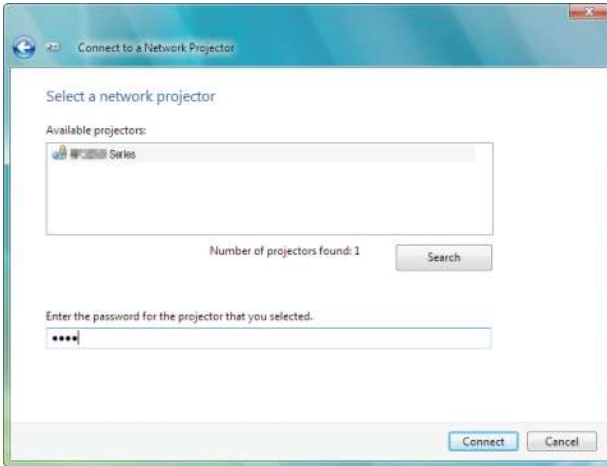 Connect to a Network Projector
Select a network projector
Available projectors:
Series
Number of projectors found: 1
Search
Enter the password for the projector that you selected.
••••
Connect
Cancel